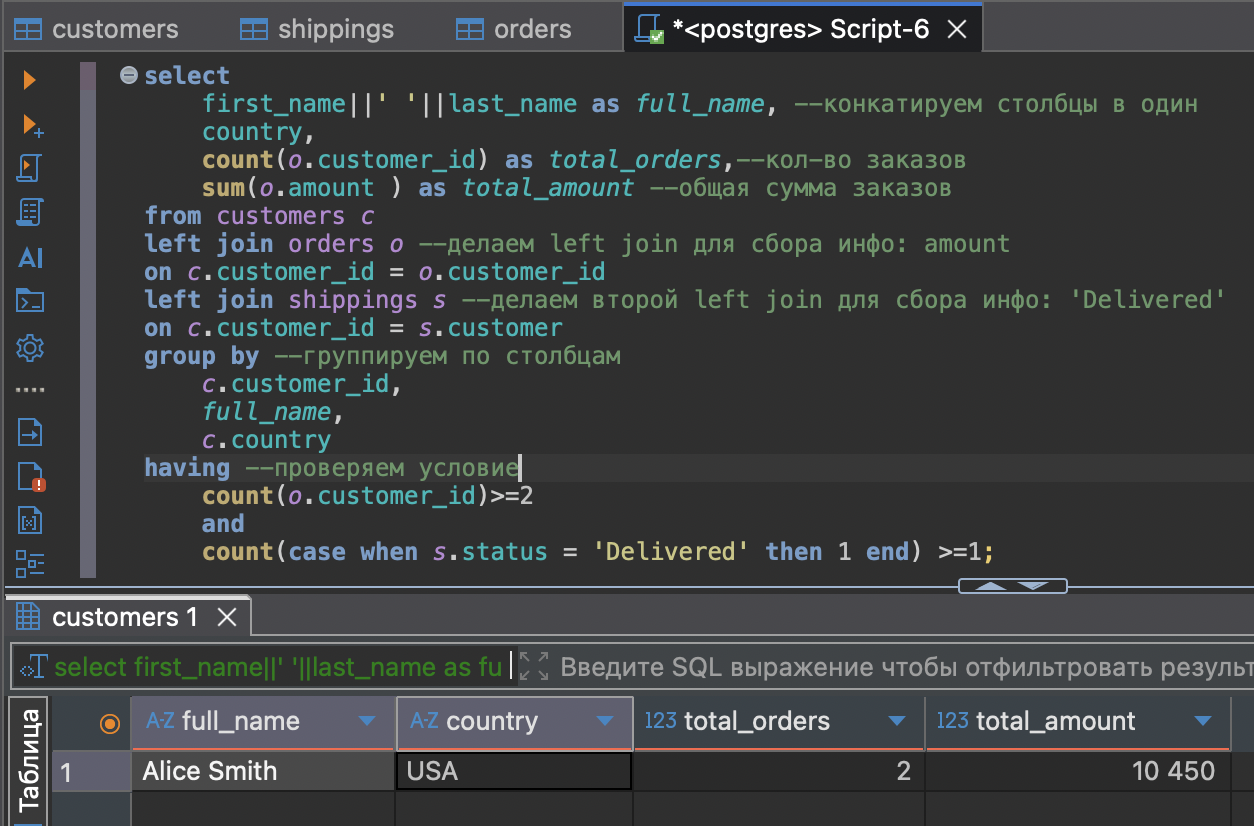 customers shippings orders *<postgres> Script-6
select
first_name||' '||last_name as full_name, --конкатируем столбцы в один
country,
count(o.customer_id) as total_orders,--кол-во заказов
sum(o.amount ) as total_amount --общая сумма заказов
from customers c
left join orders o --делаем left join для сбора инфо: amount
on c.customer_id = o.customer_id
left join shippings s --делаем второй left join для сбора инфо: 'Delivered'
on c.customer_id = s.customer
group by --группируем по столбцам
c.customer_id,
full_name,
c.country
having --проверяем условие
count(o.customer_id)>=2
and
count(case when s.status = 'Delivered' then 1 end) >=1;
AI
customers 1
select first_name||' '||last_name as fu Введите SQL выражение чтобы отфильтровать результ
Таблица
A-Z full_name A-Z country 123 total_orders 123 total_amount
1 Alice Smith USA 2 10 450